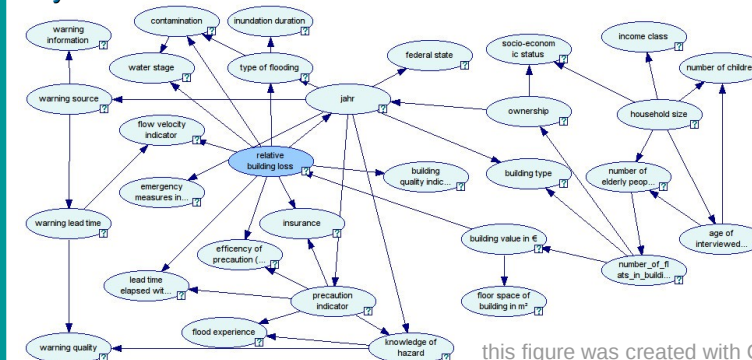 warning
information
contamination
inundation duration
federal state
socio-econom
ic status
income class
number of childre
water stage
type of flooding
warning source
jahr
ownership
household size
flow velocity
indicator
relative
building loss
building
quality indic...
building type
number of
elderly peop...
emergency
measures in...
warning lead time
insurance
building value in €
age of
interviewed...
efficency of
precaution (...
number_of_fl
ats_in_build...
lead time
elapsed wit...
precaution
indicator
floor space of
building in m²
flood experience
warning quality
knowledge of
hazard
this figure was created with